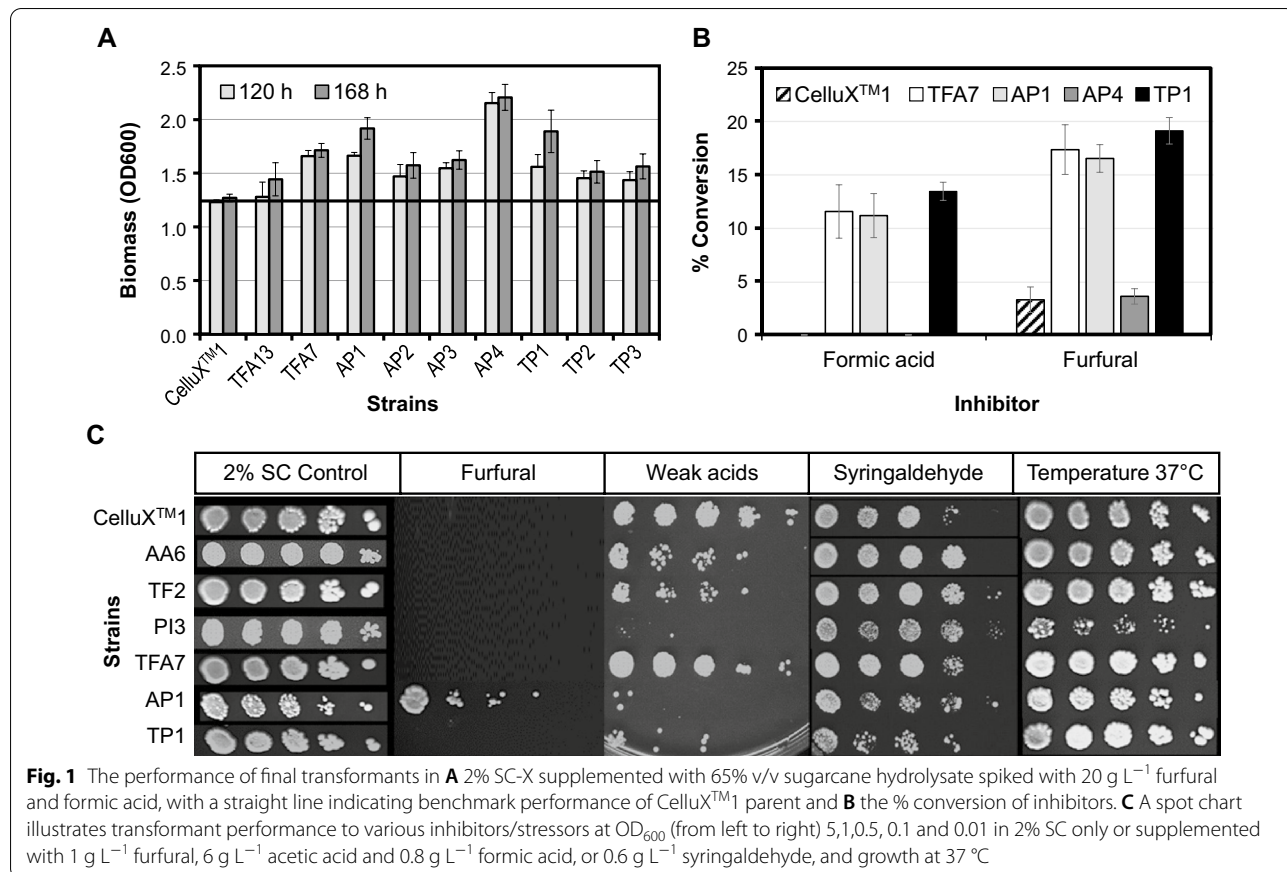 A
Biomass (OD600)
2.5
2.0
1.5
1.0
0.5
0.0
120 h
168 h
CelluX™1
TFA13
TFA7
AP1
AP2
AP3
AP4
TP1
TP2
TP3
Strains
B
% Conversion
25
20
15
10
5
0
CelluX™1
TFA7
AP1
AP4
TP1
Formic acid
Furfural
Inhibitor
C
2% SC Control
Furfural
Weak acids
Syringaldehyde
Temperature 37°C
Strains
CelluX™1
AA6
TF2
PI3
TFA7
AP1
TP1
Fig. 1 The performance of final transformants in A 2% SC-X supplemented with 65% v/v sugarcane hydrolysate spiked with 20 g L⁻¹ furfural
and formic acid, with a straight line indicating benchmark performance of CelluX™1 parent and B the % conversion of inhibitors. C A spot chart
illustrates transformant performance to various inhibitors/stressors at OD₆₀₀ (from left to right) 5,1,0.5, 0.1 and 0.01 in 2% SC only or supplemented
with 1 g L⁻¹ furfural, 6 g L⁻¹ acetic acid and 0.8 g L⁻¹ formic acid, or 0.6 g L⁻¹ syringaldehyde, and growth at 37 °C